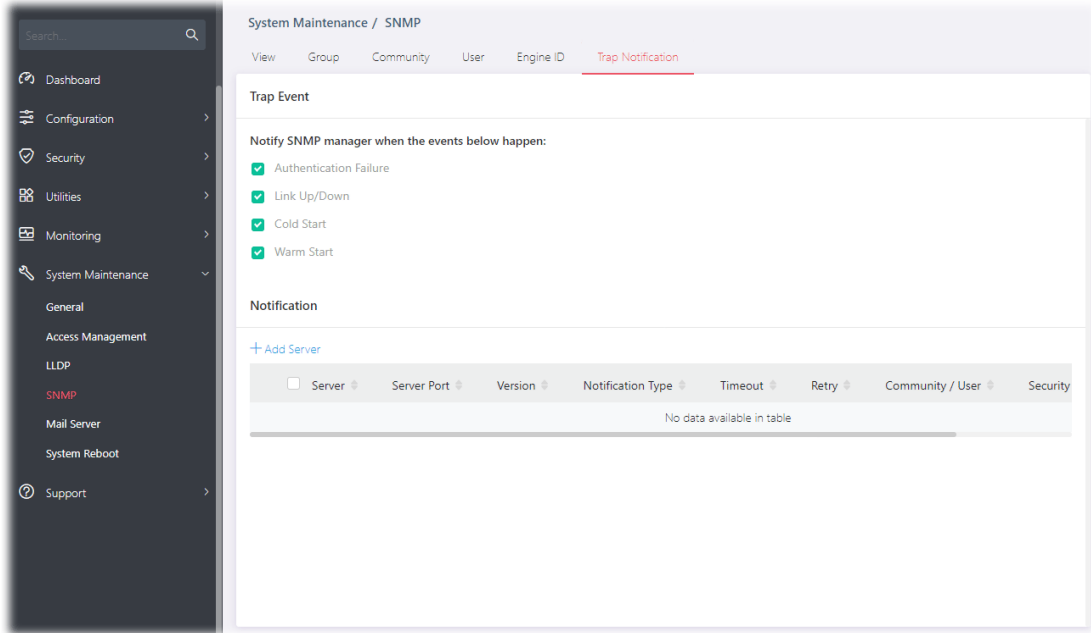 Search...
Dashboard
Configuration
Security
Utilities
Monitoring
System Maintenance
General
Access Management
LLDP
SNMP
Mail Server
System Reboot
Support
System Maintenance / SNMP
View Group Community User Engine ID Trap Notification
Trap Event
Notify SNMP manager when the events below happen:
Authentication Failure
Link Up/Down
Cold Start
Warm Start
Notification
+ Add Server
Server Server Port Version Notification Type Timeout Retry Community / User Security
No data available in table